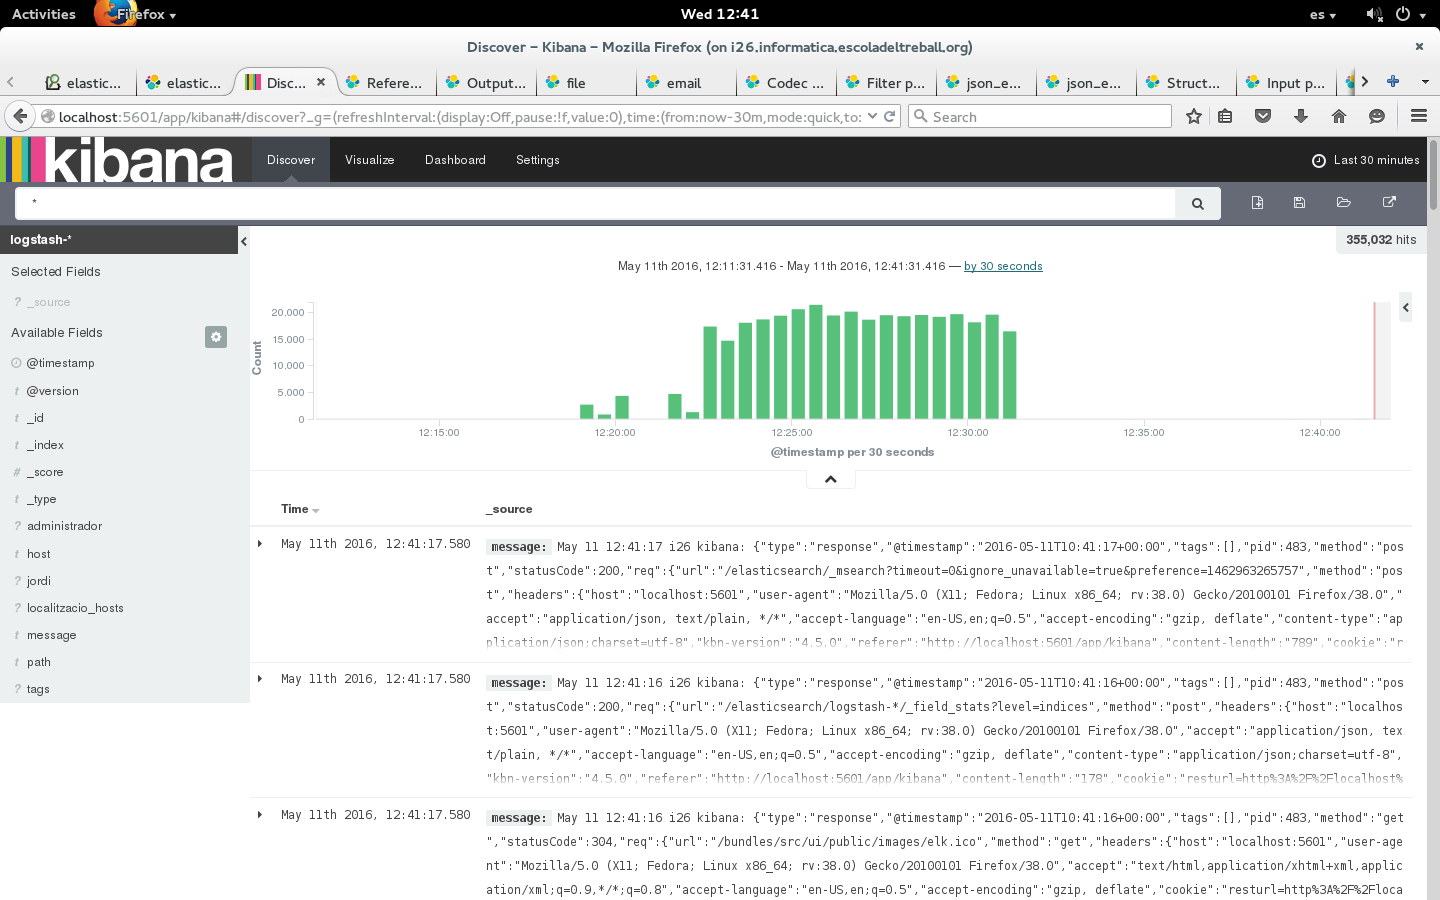 Activities Firefox Wed 12:41 es
Discover – Kibana – Mozilla Firefox (on i26.informatica.escoladeltreball.org)
elastic... elastic... Disc... Refere... Output... file email Codec ... Filter p... json_e... json_e... Struct... Input p...
localhost:5601/app/kibana#/discover?_g=(refreshInterval:(display:Off,pause:!f,value:0),time:(from:now-30m,mode:quick,to: Search
kibana Discover Visualize Dashboard Settings Last 30 minutes
*
logstash-*
355,032 hits
Selected Fields
? _source
Available Fields
@timestamp
t @version
t _id
t _index
# _score
t _type
? administrador
t host
? jordi
? localitzacio_hosts
t message
t path
? tags
May 11th 2016, 12:11:31.416 - May 11th 2016, 12:41:31.416 — by 30 seconds
Count
20,000
15,000
10,000
5,000
0
12:15:00 12:20:00 12:25:00 12:30:00 12:35:00 12:40:00
@timestamp per 30 seconds
Time _source
May 11th 2016, 12:41:17.580 message: May 11 12:41:17 i26 kibana: {"type":"response","@timestamp":"2016-05-11T10:41:17+00:00","tags":[],"pid":483,"method":"pos
t","statusCode":200,"req":{"url":"/elasticsearch/_msearch?timeout=0&ignore_unavailable=true&preference=1462963265757","method":"pos
t","headers":{"host":"localhost:5601","user-agent":"Mozilla/5.0 (X11; Fedora; Linux x86_64; rv:38.0) Gecko/20100101 Firefox/38.0","
accept":"application/json, text/plain, */*","accept-language":"en-US,en;q=0.5","accept-encoding":"gzip, deflate","content-type":"ap
plication/json;charset=utf-8","kbn-version":"4.5.0","referer":"http://localhost:5601/app/kibana","content-length":"789","cookie":"r
May 11th 2016, 12:41:17.580 message: May 11 12:41:16 i26 kibana: {"type":"response","@timestamp":"2016-05-11T10:41:16+00:00","tags":[],"pid":483,"method":"pos
t","statusCode":200,"req":{"url":"/elasticsearch/logstash-*/_field_stats?level=indices","method":"post","headers":{"host":"localhos
t:5601","user-agent":"Mozilla/5.0 (X11; Fedora; Linux x86_64; rv:38.0) Gecko/20100101 Firefox/38.0","accept":"application/json, tex
t/plain, */*","accept-language":"en-US,en;q=0.5","accept-encoding":"gzip, deflate","content-type":"application/json;charset=utf-8",
"kbn-version":"4.5.0","referer":"http://localhost:5601/app/kibana","content-length":"178","cookie":"resturl=http%3A%2F%2Flocalhost%
May 11th 2016, 12:41:17.580 message: May 11 12:41:16 i26 kibana: {"type":"response","@timestamp":"2016-05-11T10:41:16+00:00","tags":[],"pid":483,"method":"get
","statusCode":304,"req":{"url":"/bundles/src/ui/public/images/elk.ico","method":"get","headers":{"host":"localhost:5601","user-age
nt":"Mozilla/5.0 (X11; Fedora; Linux x86_64; rv:38.0) Gecko/20100101 Firefox/38.0","accept":"text/html,application/xhtml+xml,applic
ation/xml;q=0.9,*/*;q=0.8","accept-language":"en-US,en;q=0.5","accept-encoding":"gzip, deflate","cookie":"resturl=http%3A%2F%2Floca